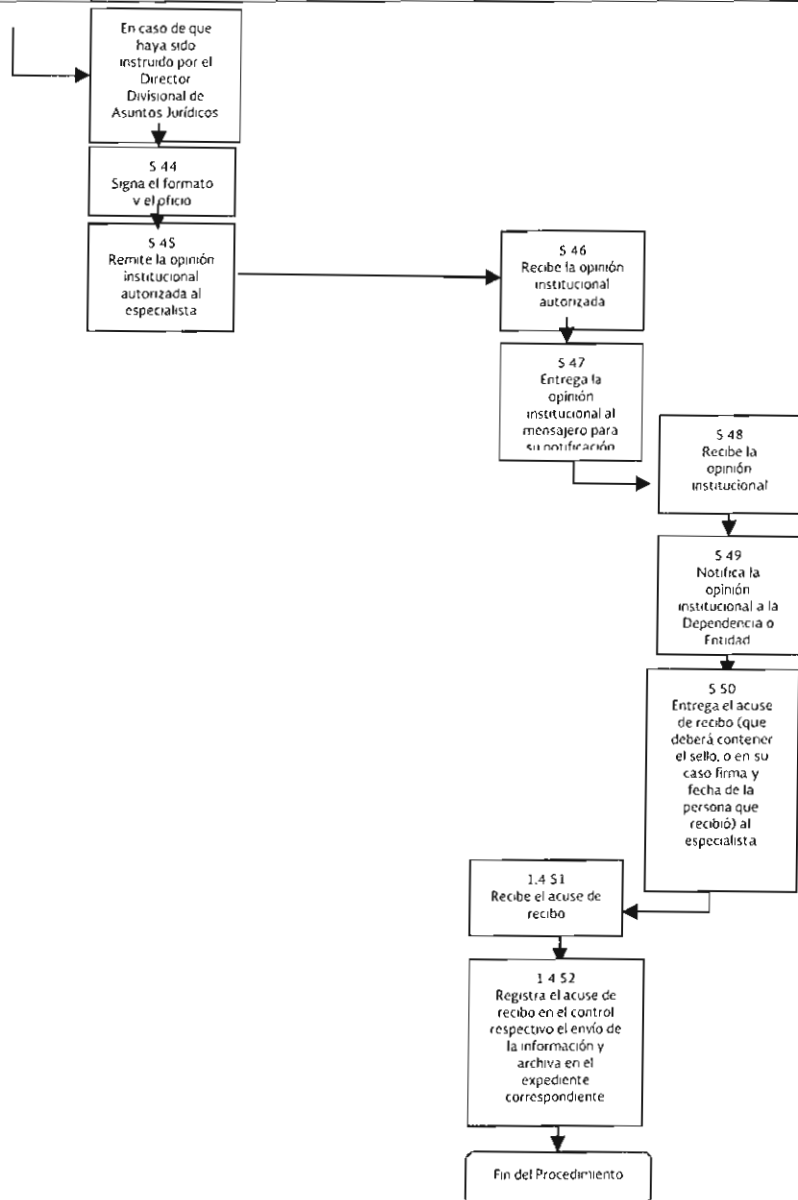 En caso de que
haya sido
instruido por el
Director
Divisional de
Asuntos Jurídicos
5 44
Signa el formato
y el oficio
5 45
Remite la opinión
institucional
autorizada al
especialista
5 46
Recibe la opinión
institucional
autorizada
5 47
Entrega la
opinión
institucional al
mensajero para
su notificación
5 48
Recibe la
opinión
institucional
5 49
Notifica la
opinión
institucional a la
Dependencia o
Entidad
5 50
Entrega el acuse
de recibo (que
deberá contener
el sello, o en su
caso firma y
fecha de la
persona que
recibió) al
especialista
1.4 51
Recibe el acuse de
recibo
1 4 52
Registra el acuse de
recibo en el control
respectivo el envío de
la información y
archiva en el
expediente
correspondiente
Fin del Procedimiento